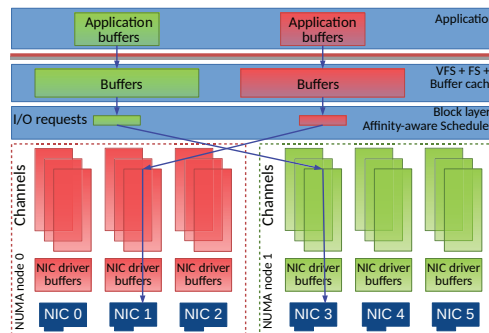 Application
buffers
Application
buffers
Application
Buffers
Buffers
VFS + FS +
Buffer cach
I/O requests
Block layer
Affinity-aware Schedule
Channels
Channels
NUMA node 0
NUMA node 1
NIC driver
buffers
NIC driver
buffers
NIC driver
buffers
NIC driver
buffers
NIC driver
buffers
NIC driver
buffers
NIC 0
NIC 1
NIC 2
NIC 3
NIC 4
NIC 5